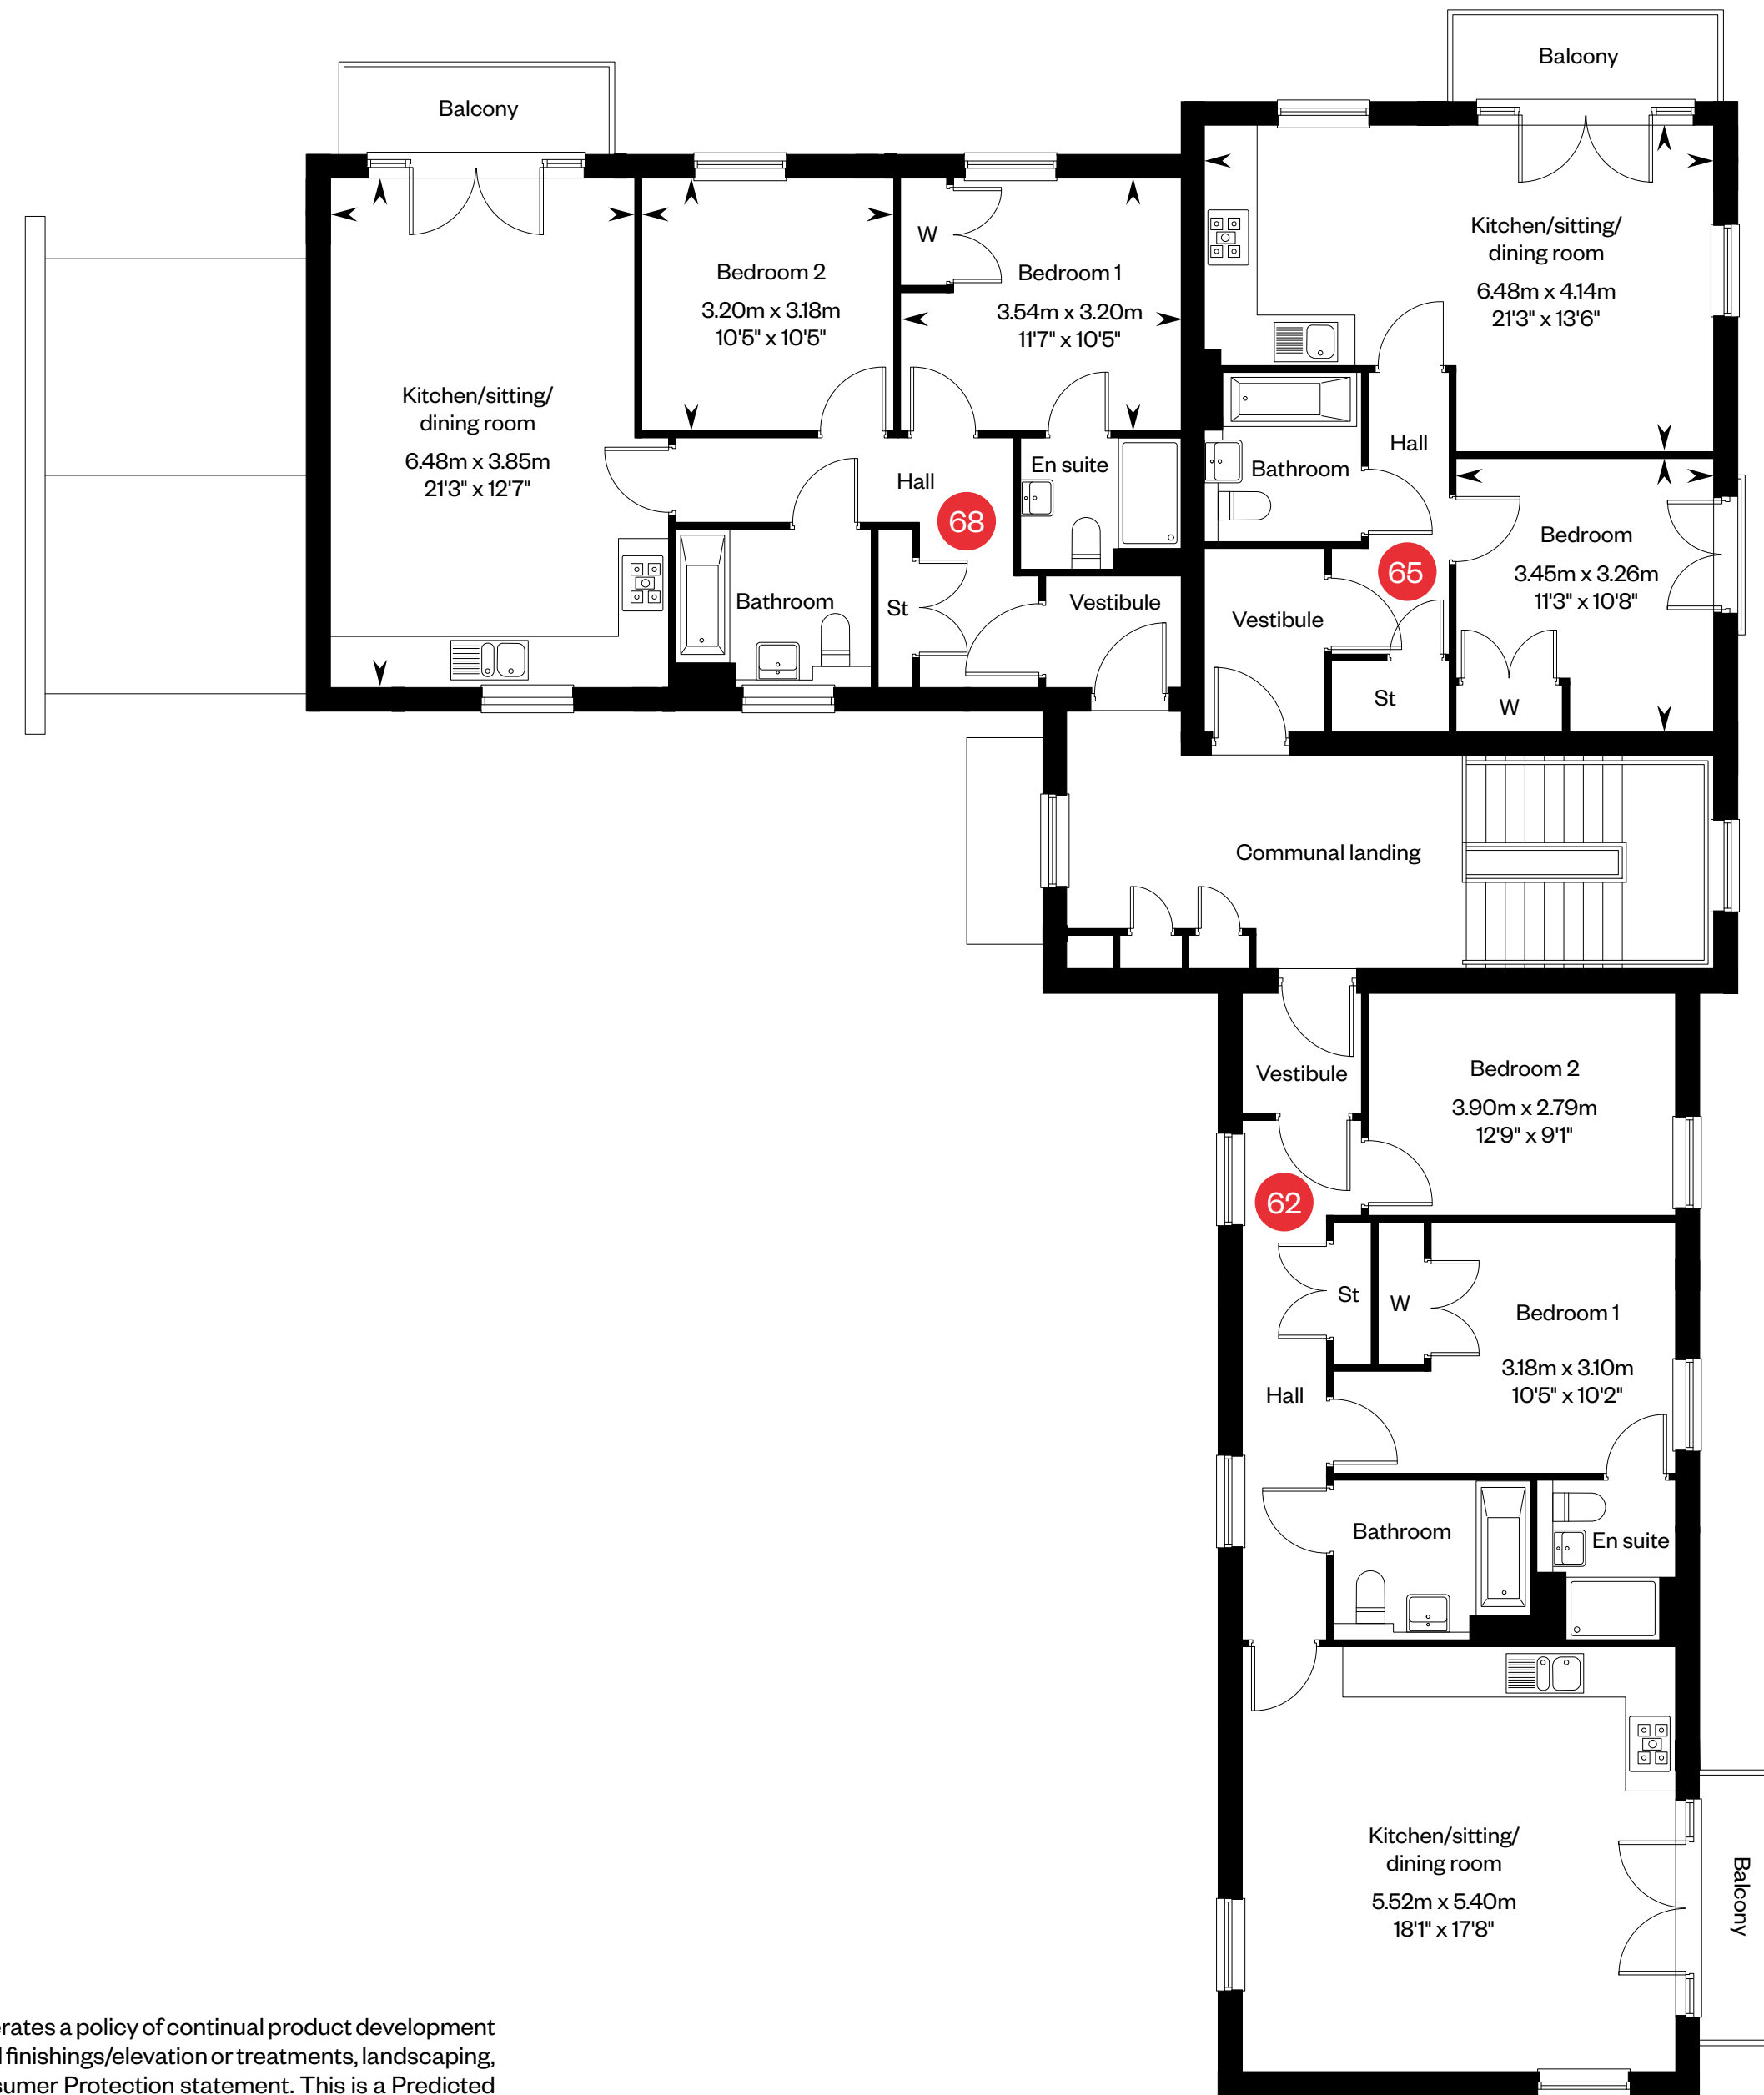 Balcony
Balcony
Kitchen/sitting/
dining room
6.48m x 3.85m
21'3" x 12'7"
Bedroom 2
3.20m x 3.18m
10'5" x 10'5"
W
Bedroom 1
3.54m x 3.20m
11'7" x 10'5"
Kitchen/sitting/
dining room
6.48m x 4.14m
21'3" x 13'6"
Hall
68
En suite
Bathroom
St
Vestibule
Bathroom
Hall
65
Bedroom
3.45m x 3.26m
11'3" x 10'8"
Vestibule
St
W
Communal landing
Vestibule
Bedroom 2
3.90m x 2.79m
12'9" x 9'1"
62
St
W
Bedroom 1
3.18m x 3.10m
10'5" x 10'2"
Hall
Bathroom
En suite
Kitchen/sitting/
dining room
5.52m x 5.40m
18'1" x 17'8"
Balcony
a policy of continual product development
finishings/elevation or treatments, landscaping,
Protection statement. This is a Predicted